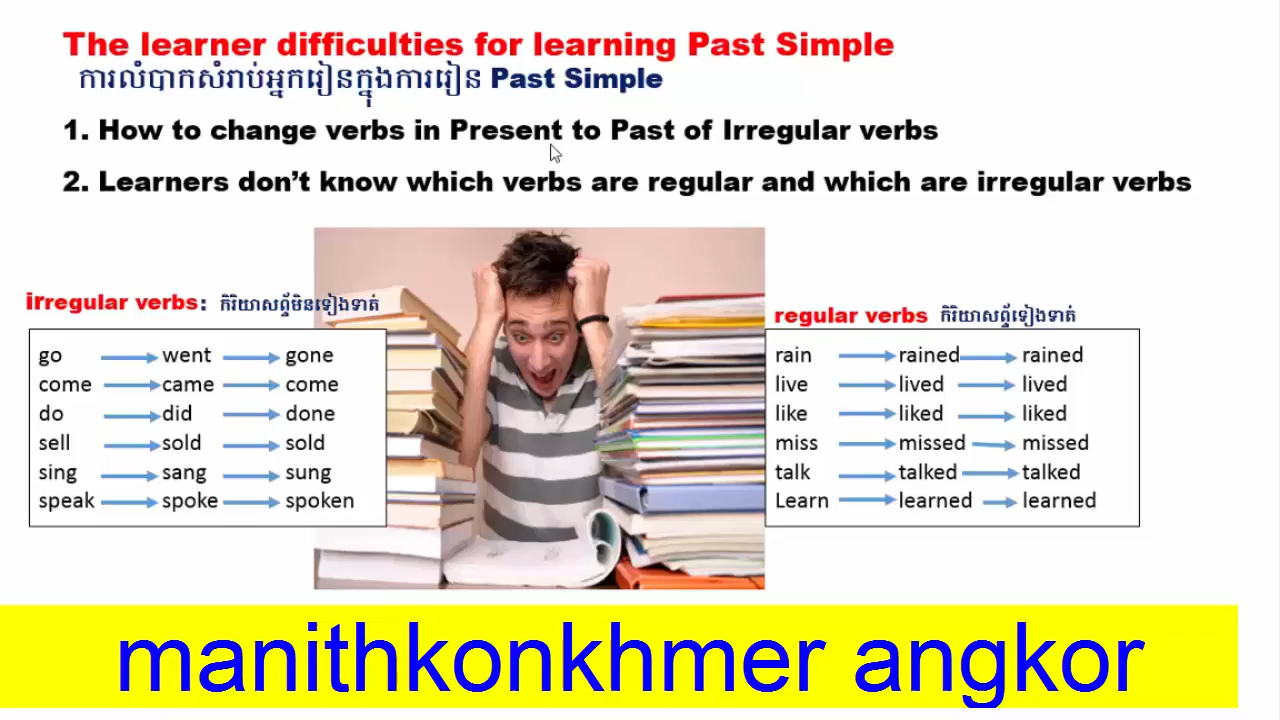 The learner difficulties for learning Past Simple
ការលំបាកសំរាប់អ្នករៀនក្នុងការរៀន Past Simple
1. How to change verbs in Present to Past of Irregular verbs
2. Learners don’t know which verbs are regular and which are irregular verbs
irregular verbs: កិរិយាសព្ទ័មិនទៀងទាត់
go went gone
come came come
do did done
sell sold sold
sing sang sung
speak spoke spoken
regular verbs កិរិយាសព្ទ័ទៀងទាត់
rain rained rained
live lived lived
like liked liked
miss missed missed
talk talked talked
Learn learned learned
manithkonkhmer angkor